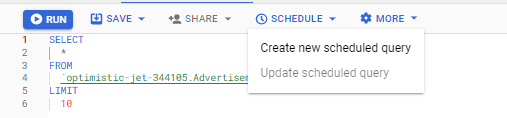 RUN SAVE SHARE SCHEDULE MORE
Create new scheduled query
Update scheduled query
1 SELECT
2 *
3 FROM
4 `optimistic-jet-344105.Advertisem
5 LIMIT
6 10